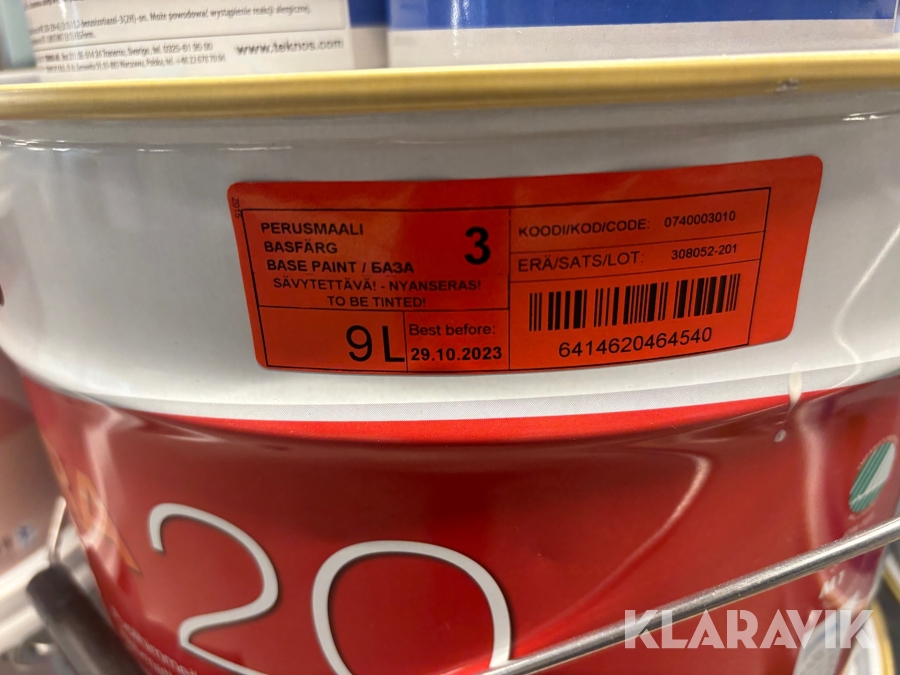 www.teknos.com
PERUSMAALI
BASFÄRG
BASE PAINT / БАЗА
3
SÄVYTETTÄVÄ! - NYANSERAS!
TO BE TINTED!
9 L
Best before:
29.10.2023
KOODI/KOD/CODE: 0740003010
ERÄ/SATS/LOT: 308052-201
6414620464540
20
KLARAVIK